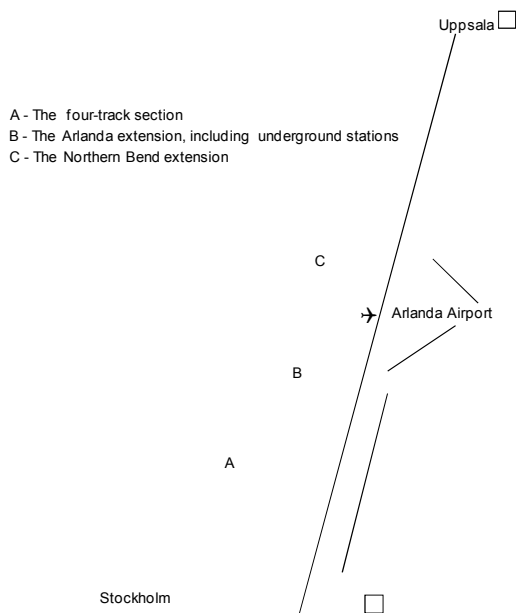 Uppsala
A - The four-track section
B - The Arlanda extension, including underground stations
C - The Northern Bend extension
C
Arlanda Airport
B
A
Stockholm